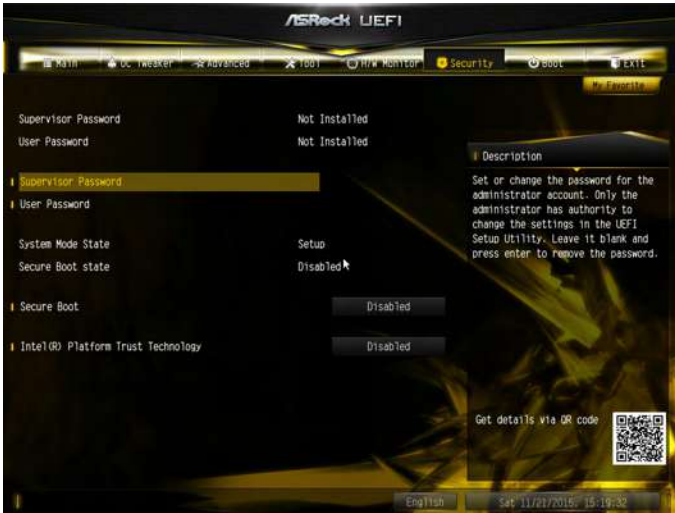 ASRock UEFI
Main OC Tweaker Advanced Tool H/W Monitor Security Boot Exit
My Favorite
Supervisor Password Not Installed
User Password Not Installed
Description
Supervisor Password
User Password
Set or change the password for the
administrator account. Only the
administrator has authority to
change the settings in the UEFI
Setup Utility. Leave it blank and
press enter to remove the password.
System Mode State Setup
Secure Boot state Disabled
Secure Boot Disabled
Intel(R) Platform Trust Technology Disabled
Get details via QR code
English Sat 11/21/2015, 15:19:32